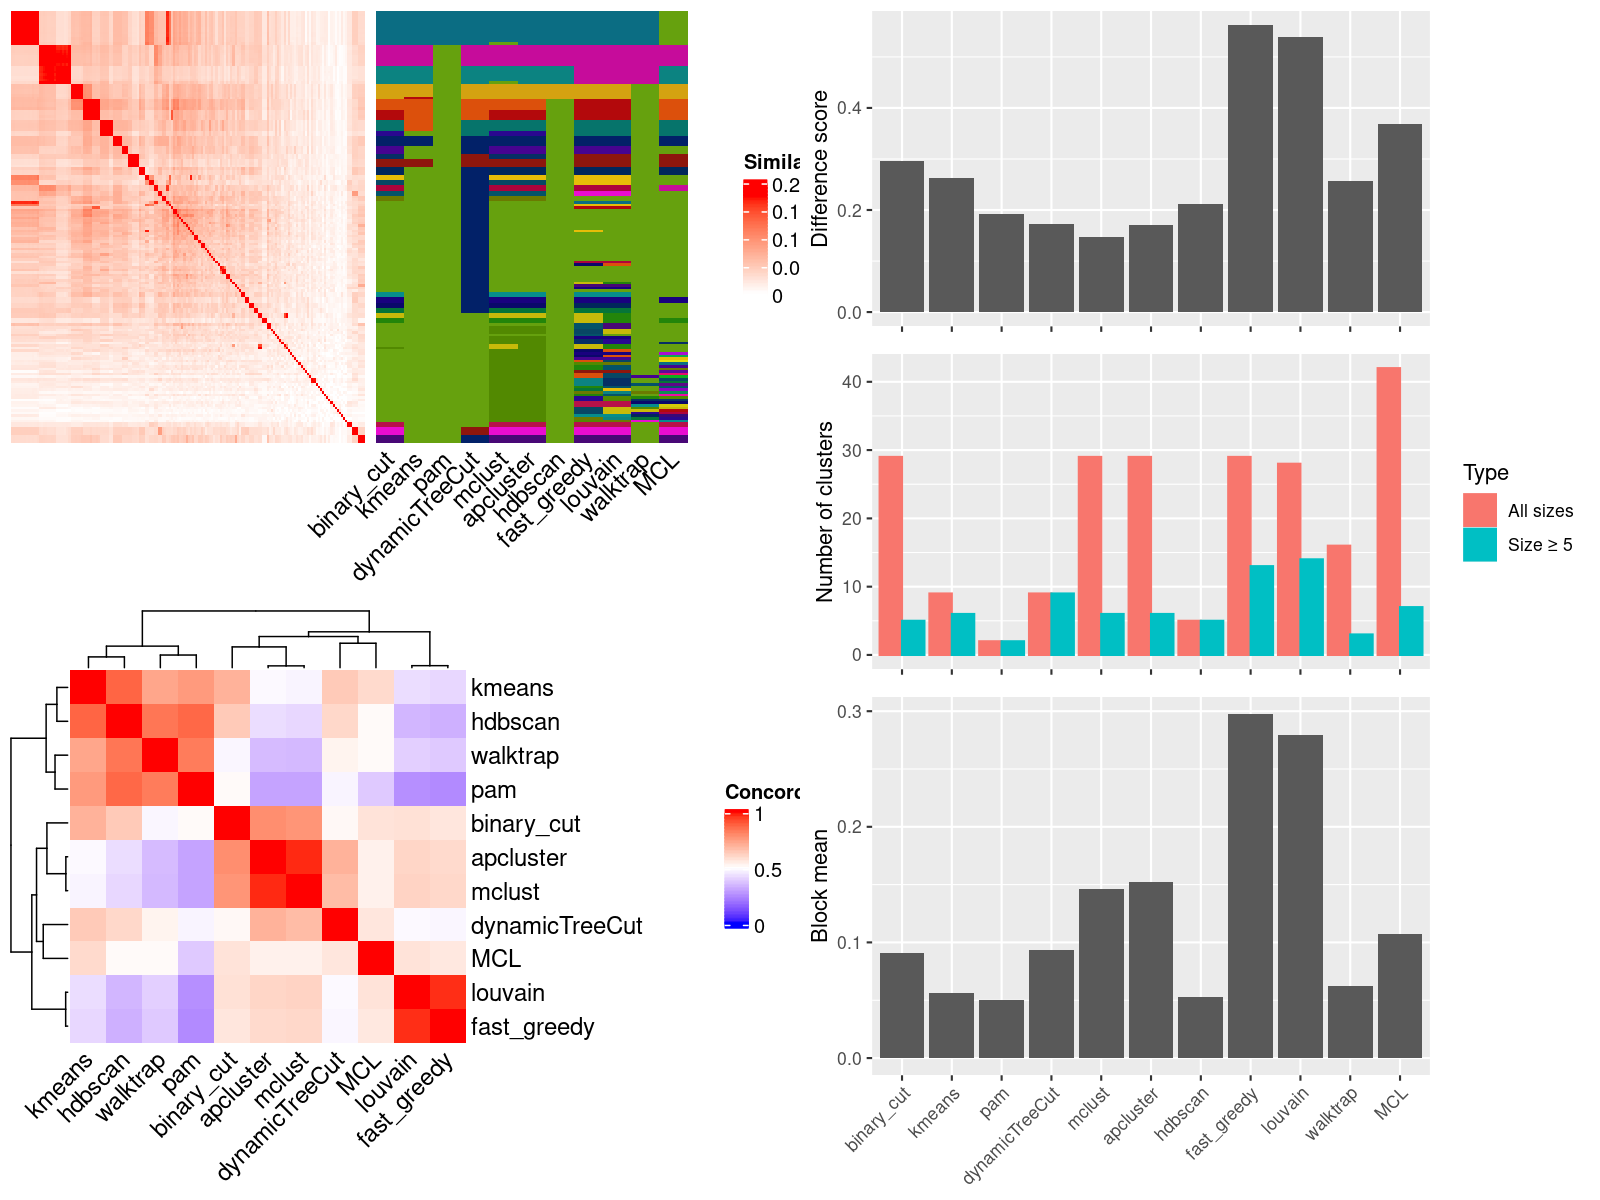 Simila
0.2
0.1
0.1
0.0
0
binary_cut
kmeans
pam
dynamicTreeCut
mclust
apcluster
hdbscan
fast_greedy
louvain
walktrap
MCL
kmeans
hdbscan
walktrap
pam
binary_cut
apcluster
mclust
dynamicTreeCut
MCL
louvain
fast_greedy
kmeans
hdbscan
walktrap
pam
binary_cut
apcluster
mclust
dynamicTreeCut
MCL
louvain
fast_greedy
Concord
1
0.5
0
Difference score
0.4
0.2
0.0
Number of clusters
40
30
20
10
0
Type
All sizes
Size ≥ 5
Block mean
0.3
0.2
0.1
0.0
binary_cut
kmeans
pam
dynamicTreeCut
mclust
apcluster
hdbscan
fast_greedy
louvain
walktrap
MCL